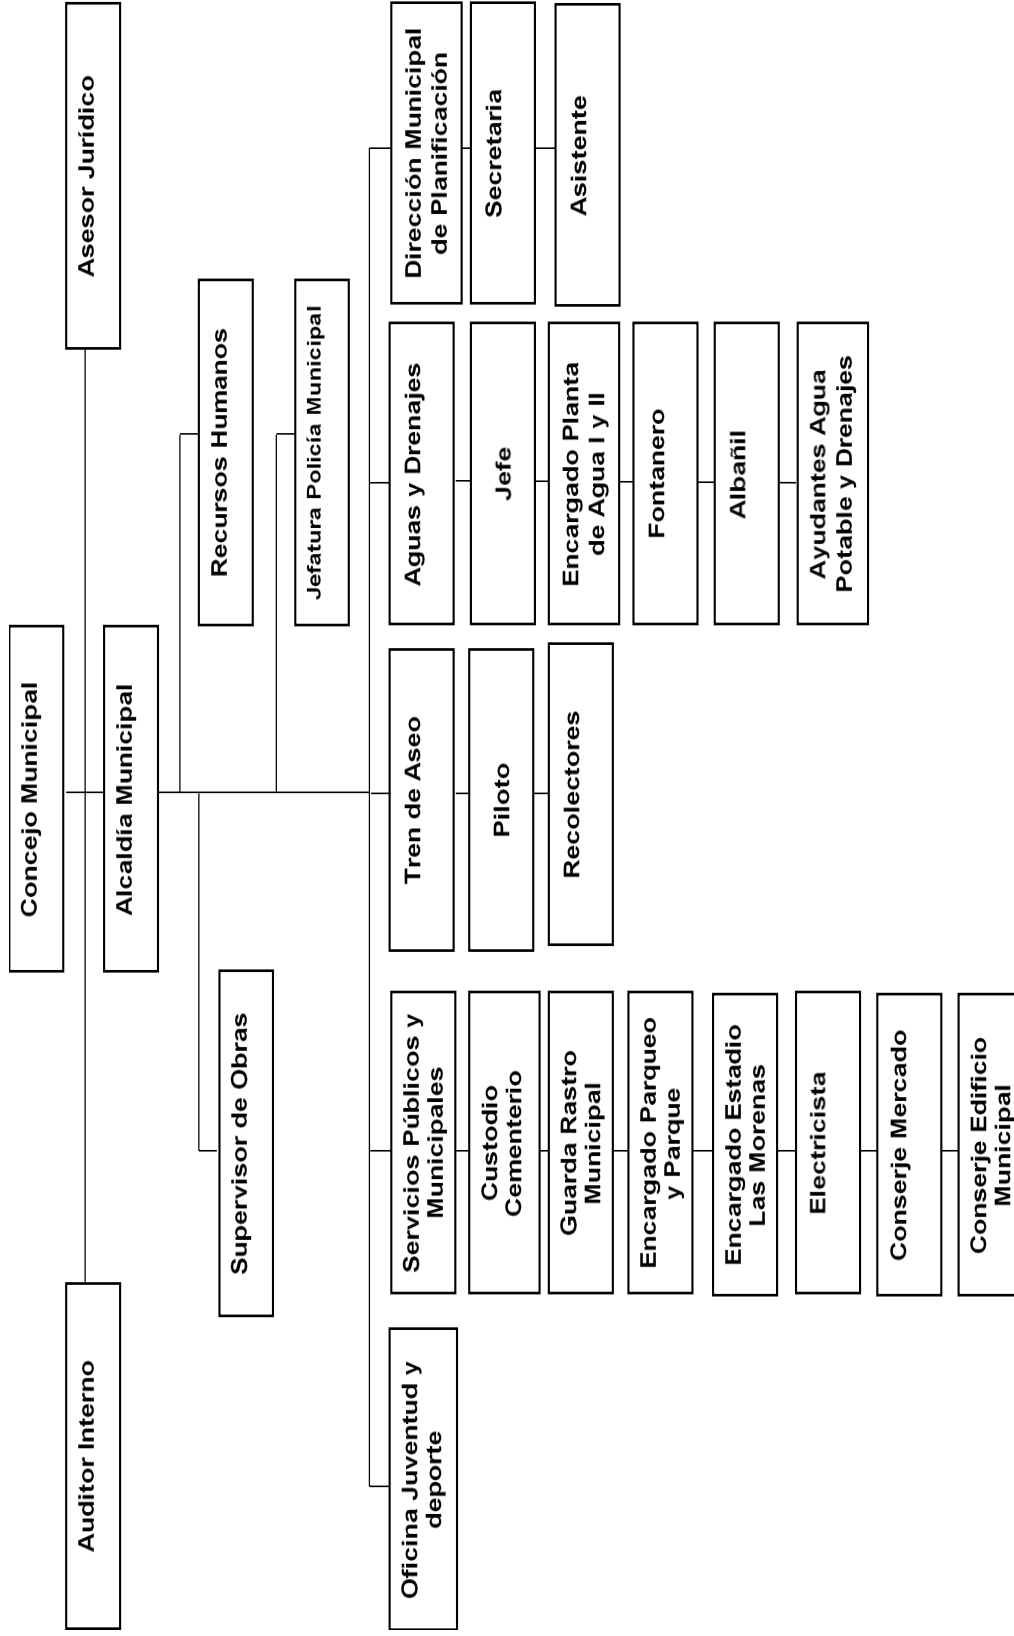 Concejo Municipal
Auditor Interno
Asesor Jurídico
Alcaldía Municipal
Recursos Humanos
Supervisor de Obras
Jefatura Policía Municipal
Oficina Juventud y
deporte
Servicios Públicos y
Municipales
Custodio
Cementerio
Guarda Rastro
Municipal
Encargado Parqueo
y Parque
Encargado Estadio
Las Morenas
Electricista
Conserje Mercado
Conserje Edificio
Municipal
Tren de Aseo
Piloto
Recolectores
Aguas y Drenajes
Jefe
Encargado Planta
de Agua I y II
Fontanero
Albañil
Ayudantes Agua
Potable y Drenajes
Dirección Municipal
de Planificación
Secretaria
Asistente